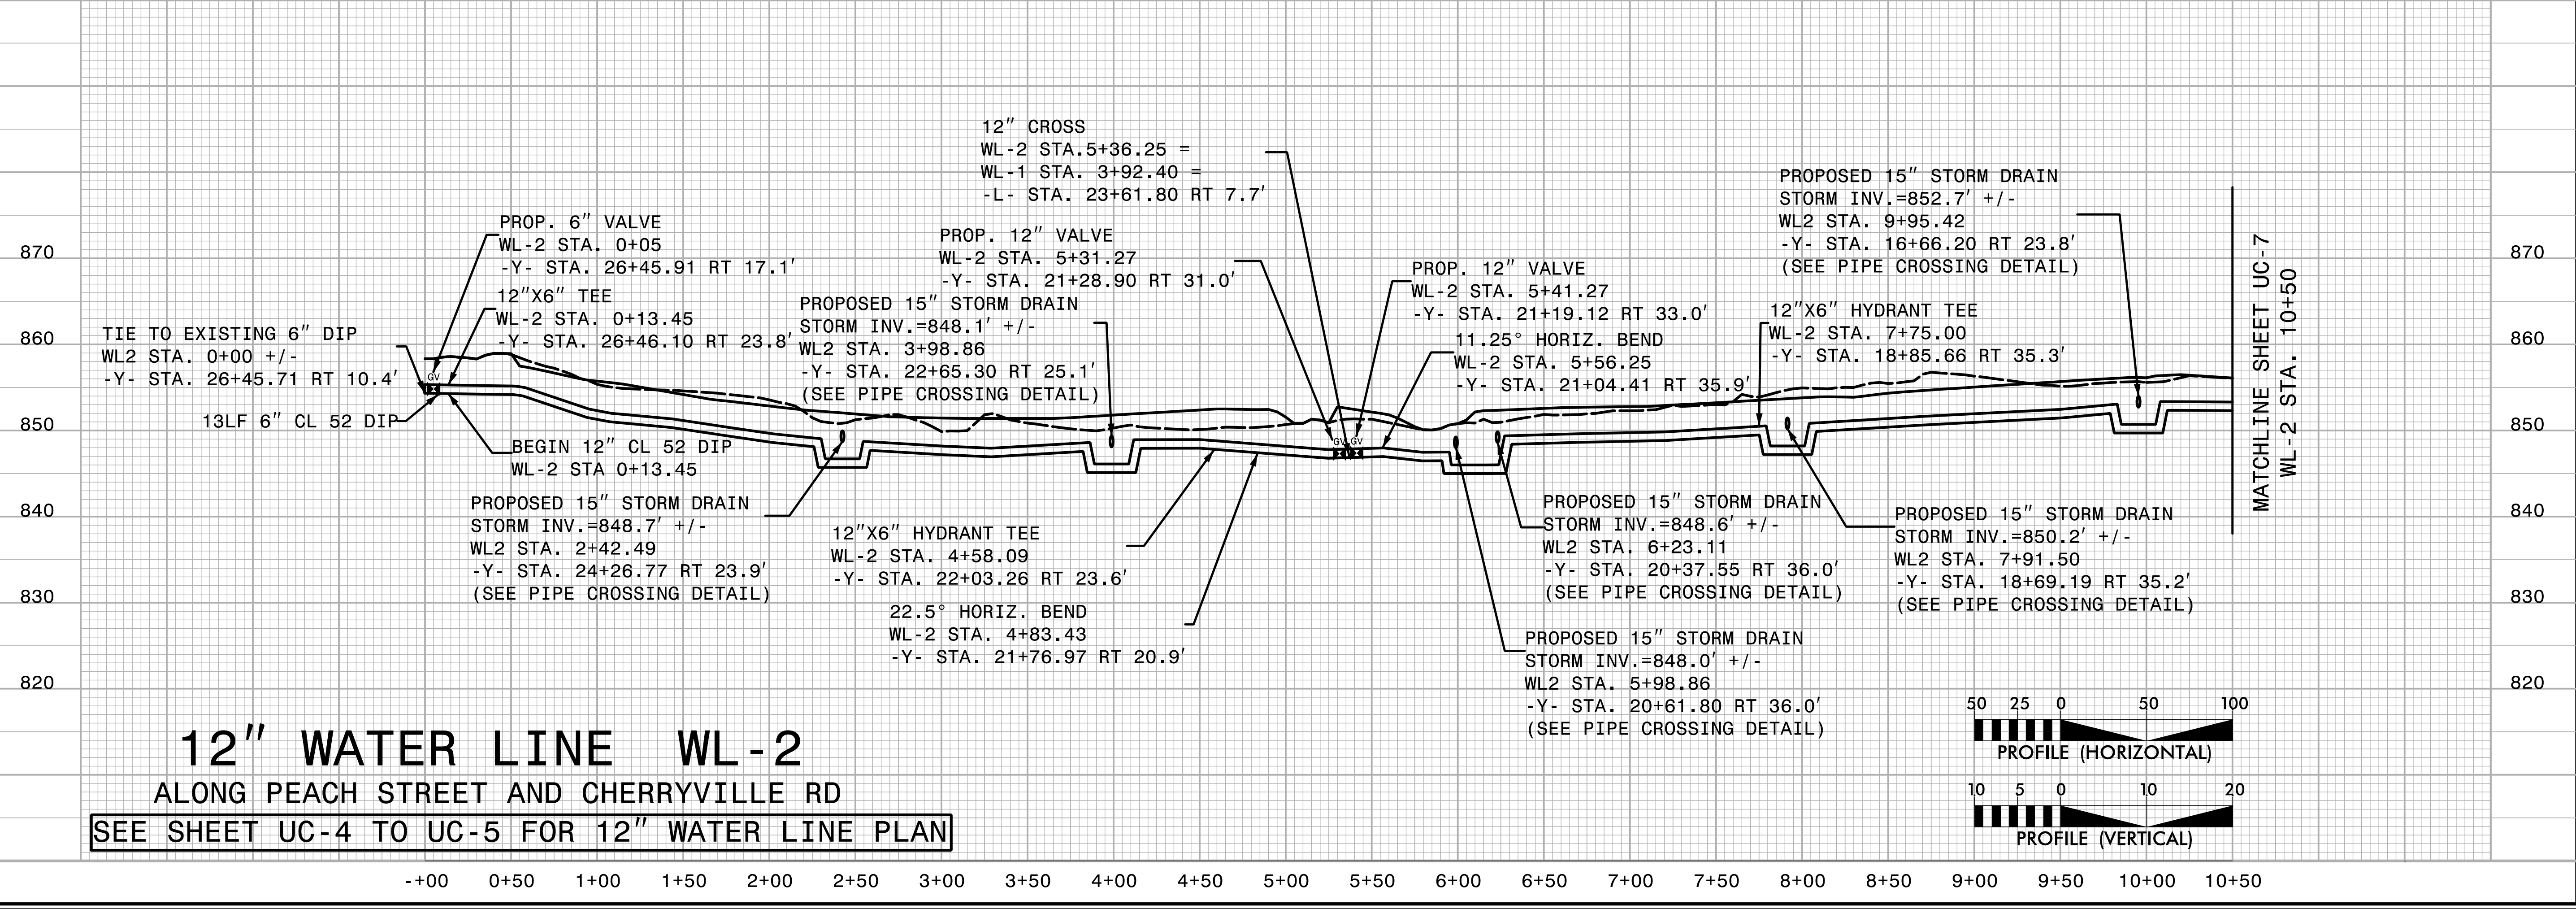 12" CROSS
WL-2 STA.5+36.25 =
WL-1 STA. 3+92.40 =
-L- STA. 23+61.80 RT 7.7'
PROPOSED 15" STORM DRAIN
STORM INV.=852.7' +/-
WL2 STA. 9+95.42
-Y- STA. 16+66.20 RT 23.8'
(SEE PIPE CROSSING DETAIL)
PROP. 6" VALVE
WL-2 STA. 0+05
-Y- STA. 26+45.91 RT 17.1'
PROP. 12" VALVE
WL-2 STA. 5+31.27
-Y- STA. 21+28.90 RT 31.0'
PROP. 12" VALVE
WL-2 STA. 5+41.27
-Y- STA. 21+19.12 RT 33.0'
12"X6" TEE
WL-2 STA. 0+13.45
-Y- STA. 26+46.10 RT 23.8'
PROPOSED 15" STORM DRAIN
STORM INV.=848.1' +/-
WL2 STA. 3+98.86
-Y- STA. 22+65.30 RT 25.1'
(SEE PIPE CROSSING DETAIL)
12"X6" HYDRANT TEE
WL-2 STA. 7+75.00
-Y- STA. 18+85.66 RT 35.3'
TIE TO EXISTING 6" DIP
WL2 STA. 0+00 +/-
-Y- STA. 26+45.71 RT 10.4'
11.25° HORIZ. BEND
WL-2 STA. 5+56.25
-Y- STA. 21+04.41 RT 35.9'
GV
GV
GV
13LF 6" CL 52 DIP
BEGIN 12" CL 52 DIP
WL-2 STA 0+13.45
MATCHLINE SHEET UC-7
WL-2 STA. 10+50
PROPOSED 15" STORM DRAIN
STORM INV.=848.7' +/-
WL2 STA. 2+42.49
-Y- STA. 24+26.77 RT 23.9'
(SEE PIPE CROSSING DETAIL)
12"X6" HYDRANT TEE
WL-2 STA. 4+58.09
-Y- STA. 22+03.26 RT 23.6'
22.5° HORIZ. BEND
WL-2 STA. 4+83.43
-Y- STA. 21+76.97 RT 20.9'
PROPOSED 15" STORM DRAIN
STORM INV.=848.6' +/-
WL2 STA. 6+23.11
-Y- STA. 20+37.55 RT 36.0'
(SEE PIPE CROSSING DETAIL)
PROPOSED 15" STORM DRAIN
STORM INV.=850.2' +/-
WL2 STA. 7+91.50
-Y- STA. 18+69.19 RT 35.2'
(SEE PIPE CROSSING DETAIL)
PROPOSED 15" STORM DRAIN
STORM INV.=848.0' +/-
WL2 STA. 5+98.86
-Y- STA. 20+61.80 RT 36.0'
(SEE PIPE CROSSING DETAIL)
870 870
860 860
850 850
840 840
830 830
820 820
12" WATER LINE WL-2
ALONG PEACH STREET AND CHERRYVILLE RD
SEE SHEET UC-4 TO UC-5 FOR 12" WATER LINE PLAN
50 25 0 50 100
PROFILE (HORIZONTAL)
10 5 0 10 20
PROFILE (VERTICAL)
-+00 0+50 1+00 1+50 2+00 2+50 3+00 3+50 4+00 4+50 5+00 5+50 6+00 6+50 7+00 7+50 8+00 8+50 9+00 9+50 10+00 10+50